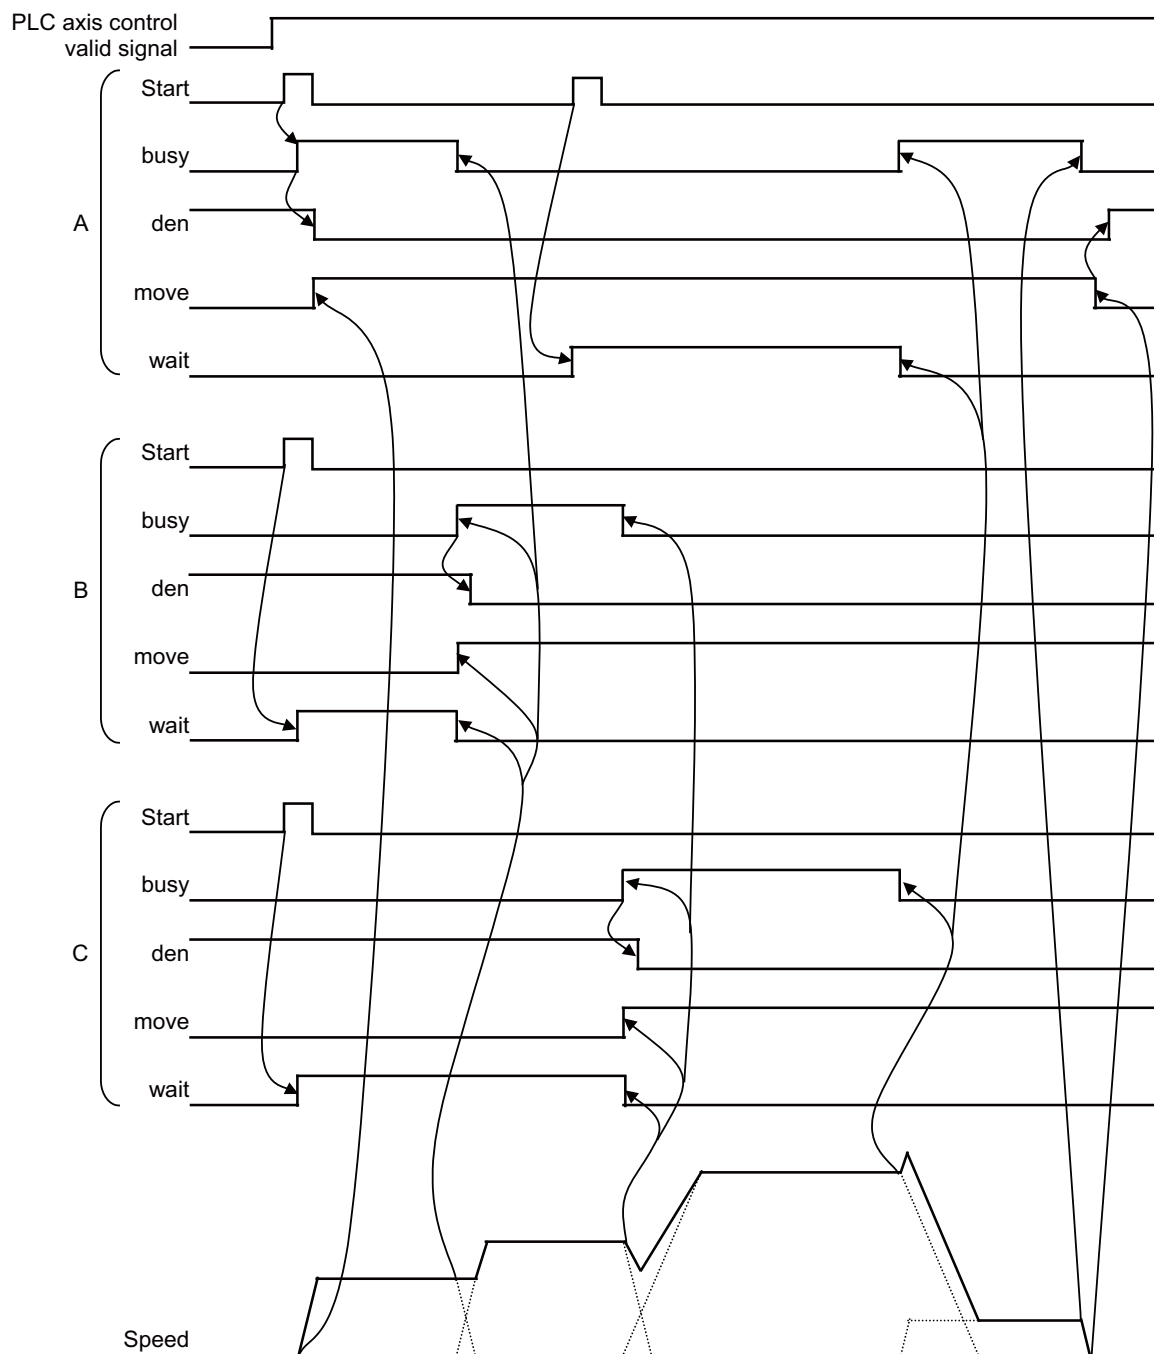 PLC axis control
valid signal
Start
busy
A
den
move
wait
Start
busy
B
den
move
wait
Start
busy
C
den
move
wait
Speed